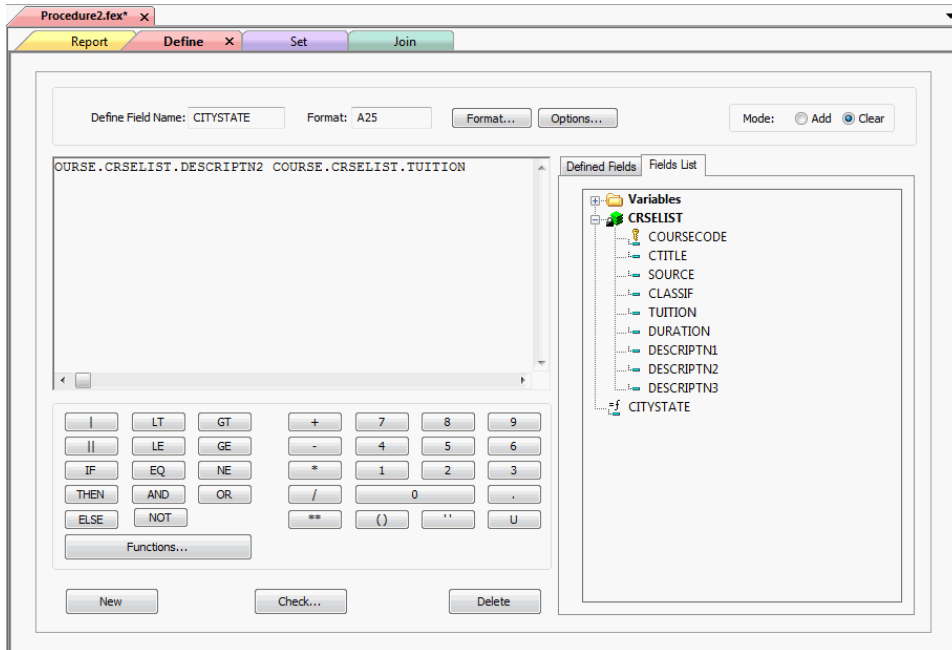 Procedure2.fex* x
Report Define x Set Join
Define Field Name: CITYSTATE Format: A25 Format... Options... Mode: Add Clear
OURSE.CRSELIST.DESCRIPTN2 COURSE.CRSELIST.TUITION
Defined Fields Fields List
Variables
CRSELIST
COURSECODE
CTITLE
SOURCE
CLASSIF
TUITION
DURATION
DESCRIPTN1
DESCRIPTN2
DESCRIPTN3
CITYSTATE
| LT GT + 7 8 9
|| LE GE - 4 5 6
IF EQ NE * 1 2 3
THEN AND OR / 0 .
ELSE NOT ** () '' U
Functions...
New Check... Delete